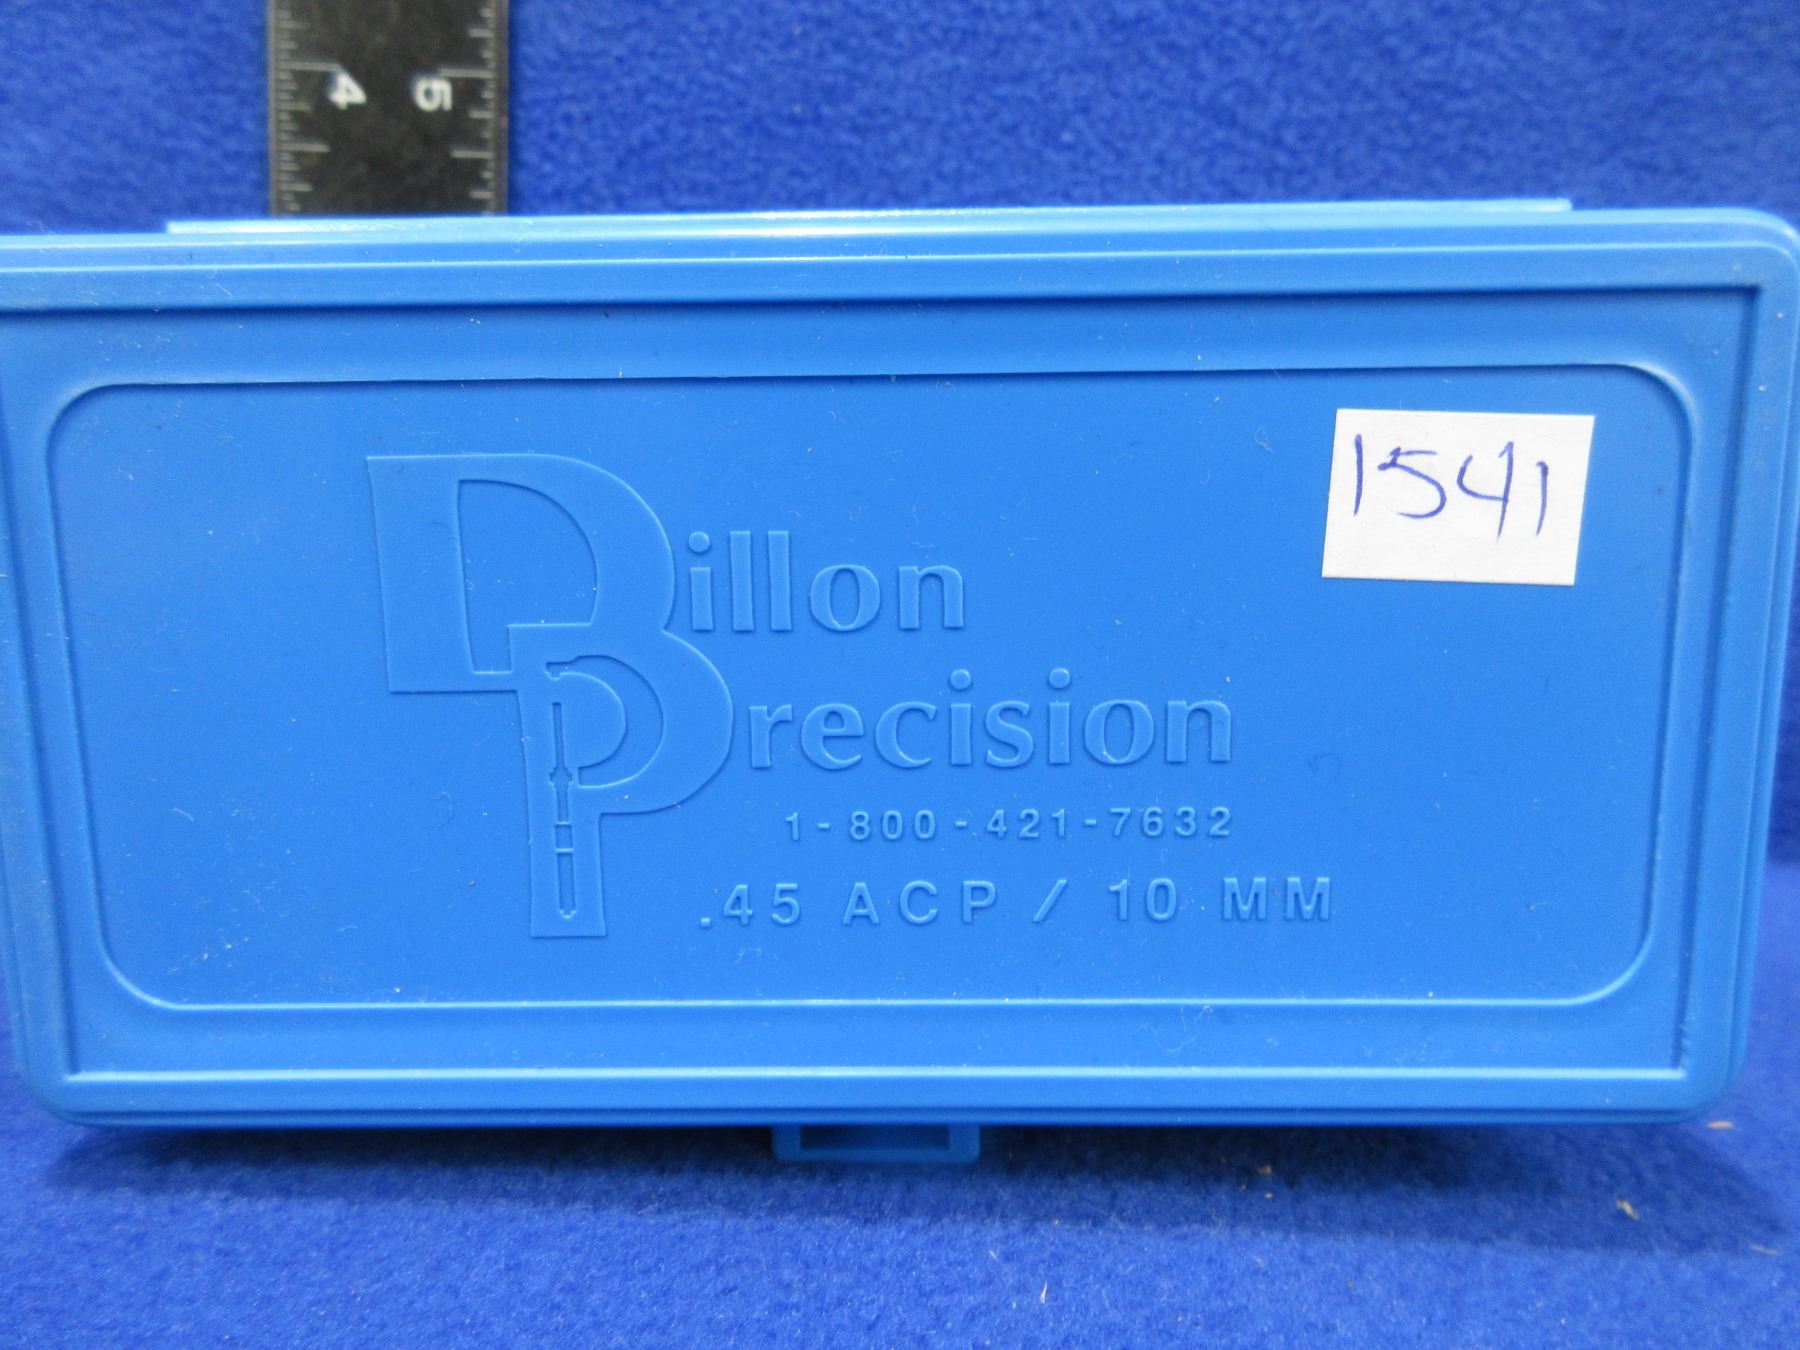 4 5
1541
Dillon
Precision
1-800-421-7632
.45 ACP / 10 MM